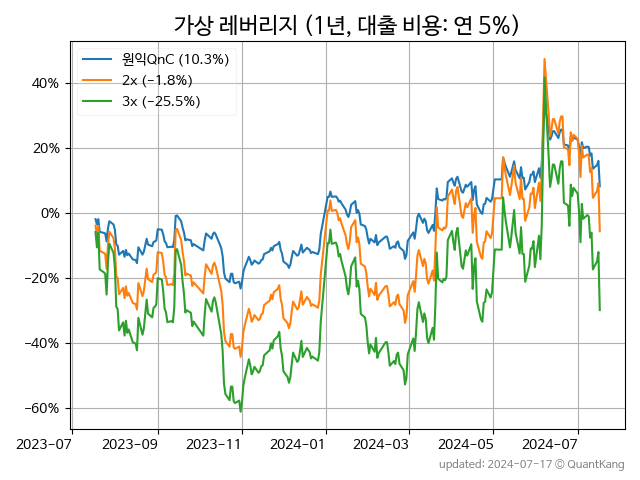 가상 레버리지 (1년, 대출 비용: 연 5%)
원익QnC (10.3%)
2x (−1.8%)
3x (−25.5%)
40%
20%
0%
−20%
−40%
−60%
2023-07 2023-09 2023-11 2024-01 2024-03 2024-05 2024-07
updated: 2024-07-17 © QuantKang